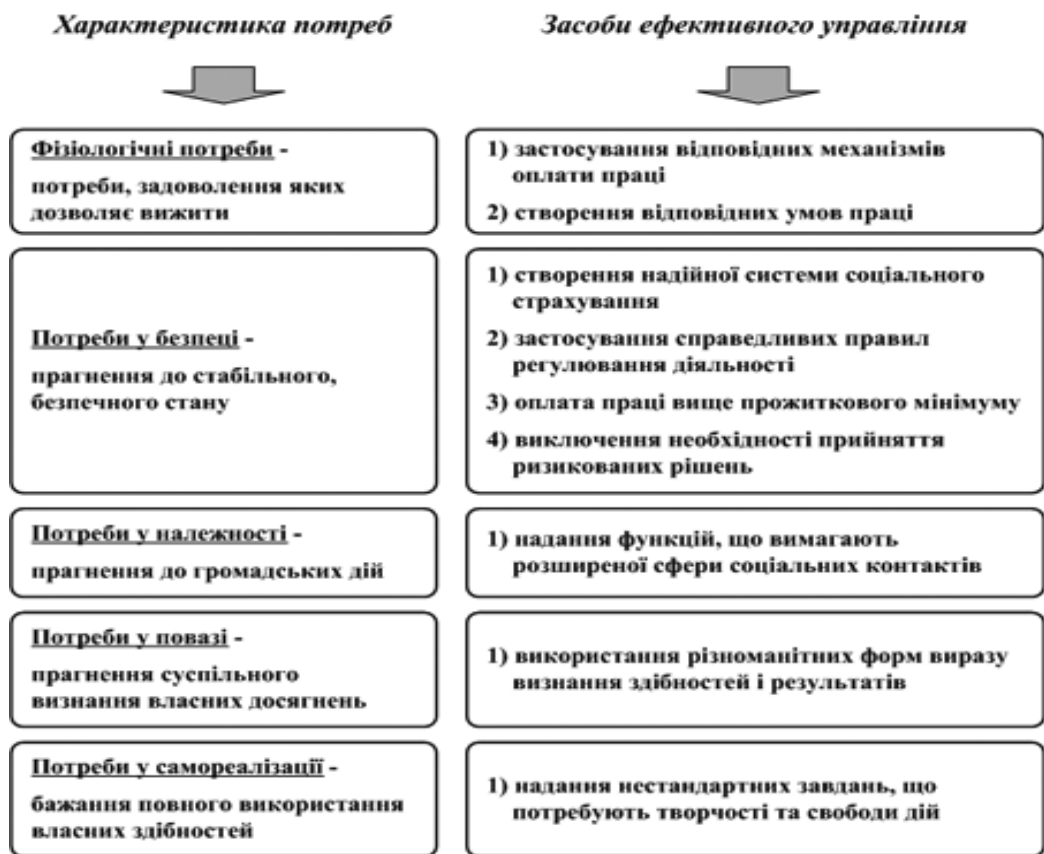 Характеристика потреб
Засоби ефективного управління
Фізіологічні потреби -
потреби, задоволення яких
дозволяє вижити
1) застосування відповідних механізмів
оплати праці
2) створення відповідних умов праці
Потреби у безпеці -
прагнення до стабільного,
безпечного стану
1) створення надійної системи соціального
страхування
2) застосування справедливих правил
регулювання діяльності
3) оплата праці вище прожиткового мінімуму
4) виключення необхідності прийняття
ризикованих рішень
Потреби у належності -
прагнення до громадських дій
1) надання функцій, що вимагають
розширеної сфери соціальних контактів
Потреби у повазі -
прагнення суспільного
визнання власних досягнень
1) використання різноманітних форм виразу
визнання здібностей і результатів
Потреби у самореалізації -
бажання повного використання
власних здібностей
1) надання нестандартних завдань, що
потребують творчості та свободи дій